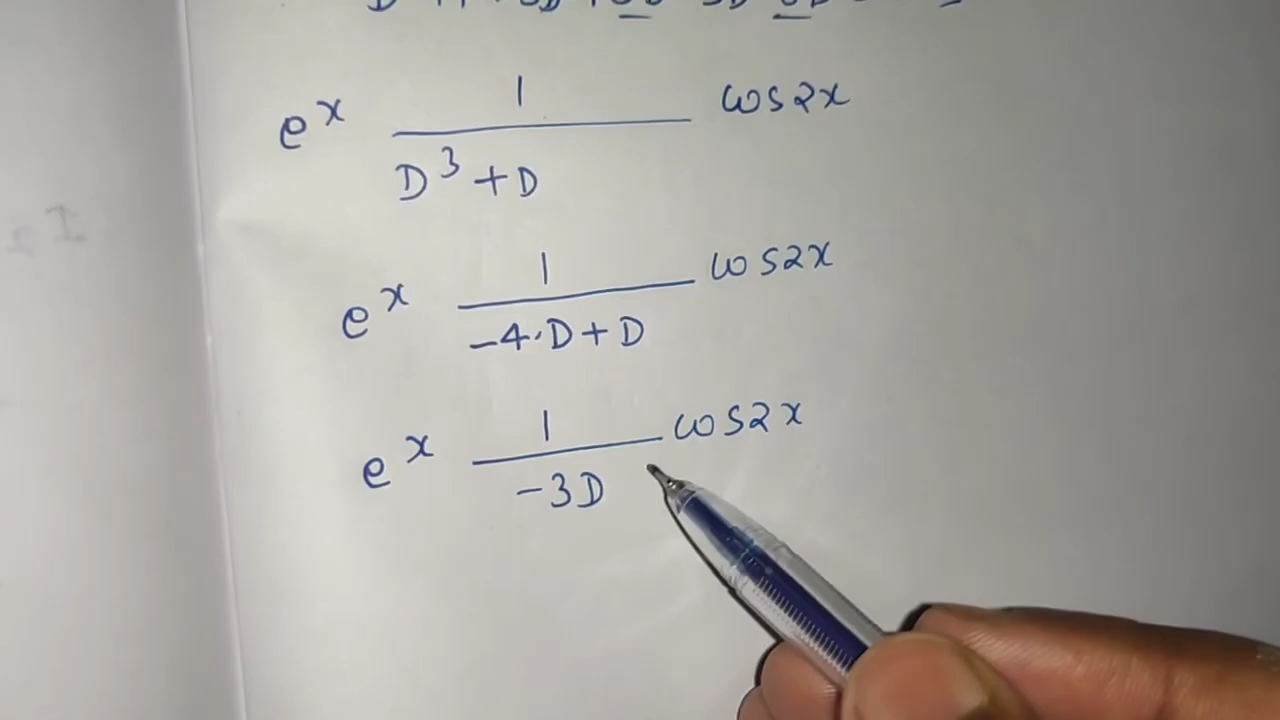 e^x 1/(D^3+D) cos2x
e^x 1/(-4·D+D) cos2x
e^x 1/(-3D) cos2x